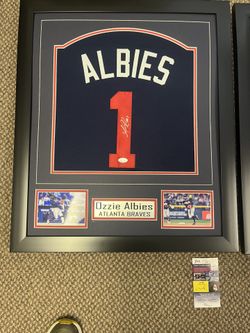 ALBIES
1
Ozzie Albies
ATLANTA BRAVES